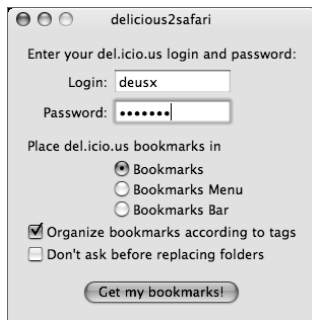 delicious2safari
Enter your del.icio.us login and password:
Login: deusx
Password: •••••••
Place del.icio.us bookmarks in
Bookmarks
Bookmarks Menu
Bookmarks Bar
Organize bookmarks according to tags
Don't ask before replacing folders
Get my bookmarks!